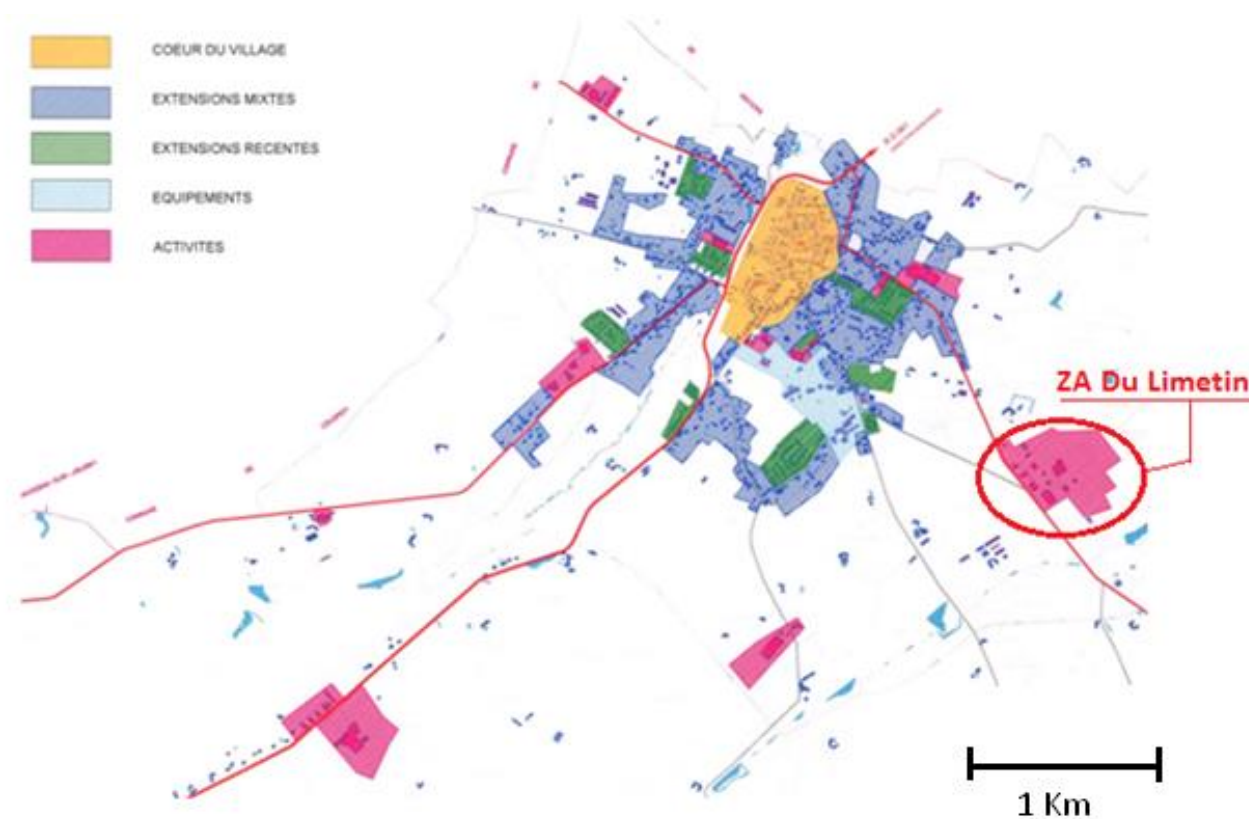 COEUR DU VILLAGE
EXTENSIONS MIXTES
EXTENSIONS RECENTES
EQUIPEMENTS
ACTIVITES
ZA Du Limetin
1 Km